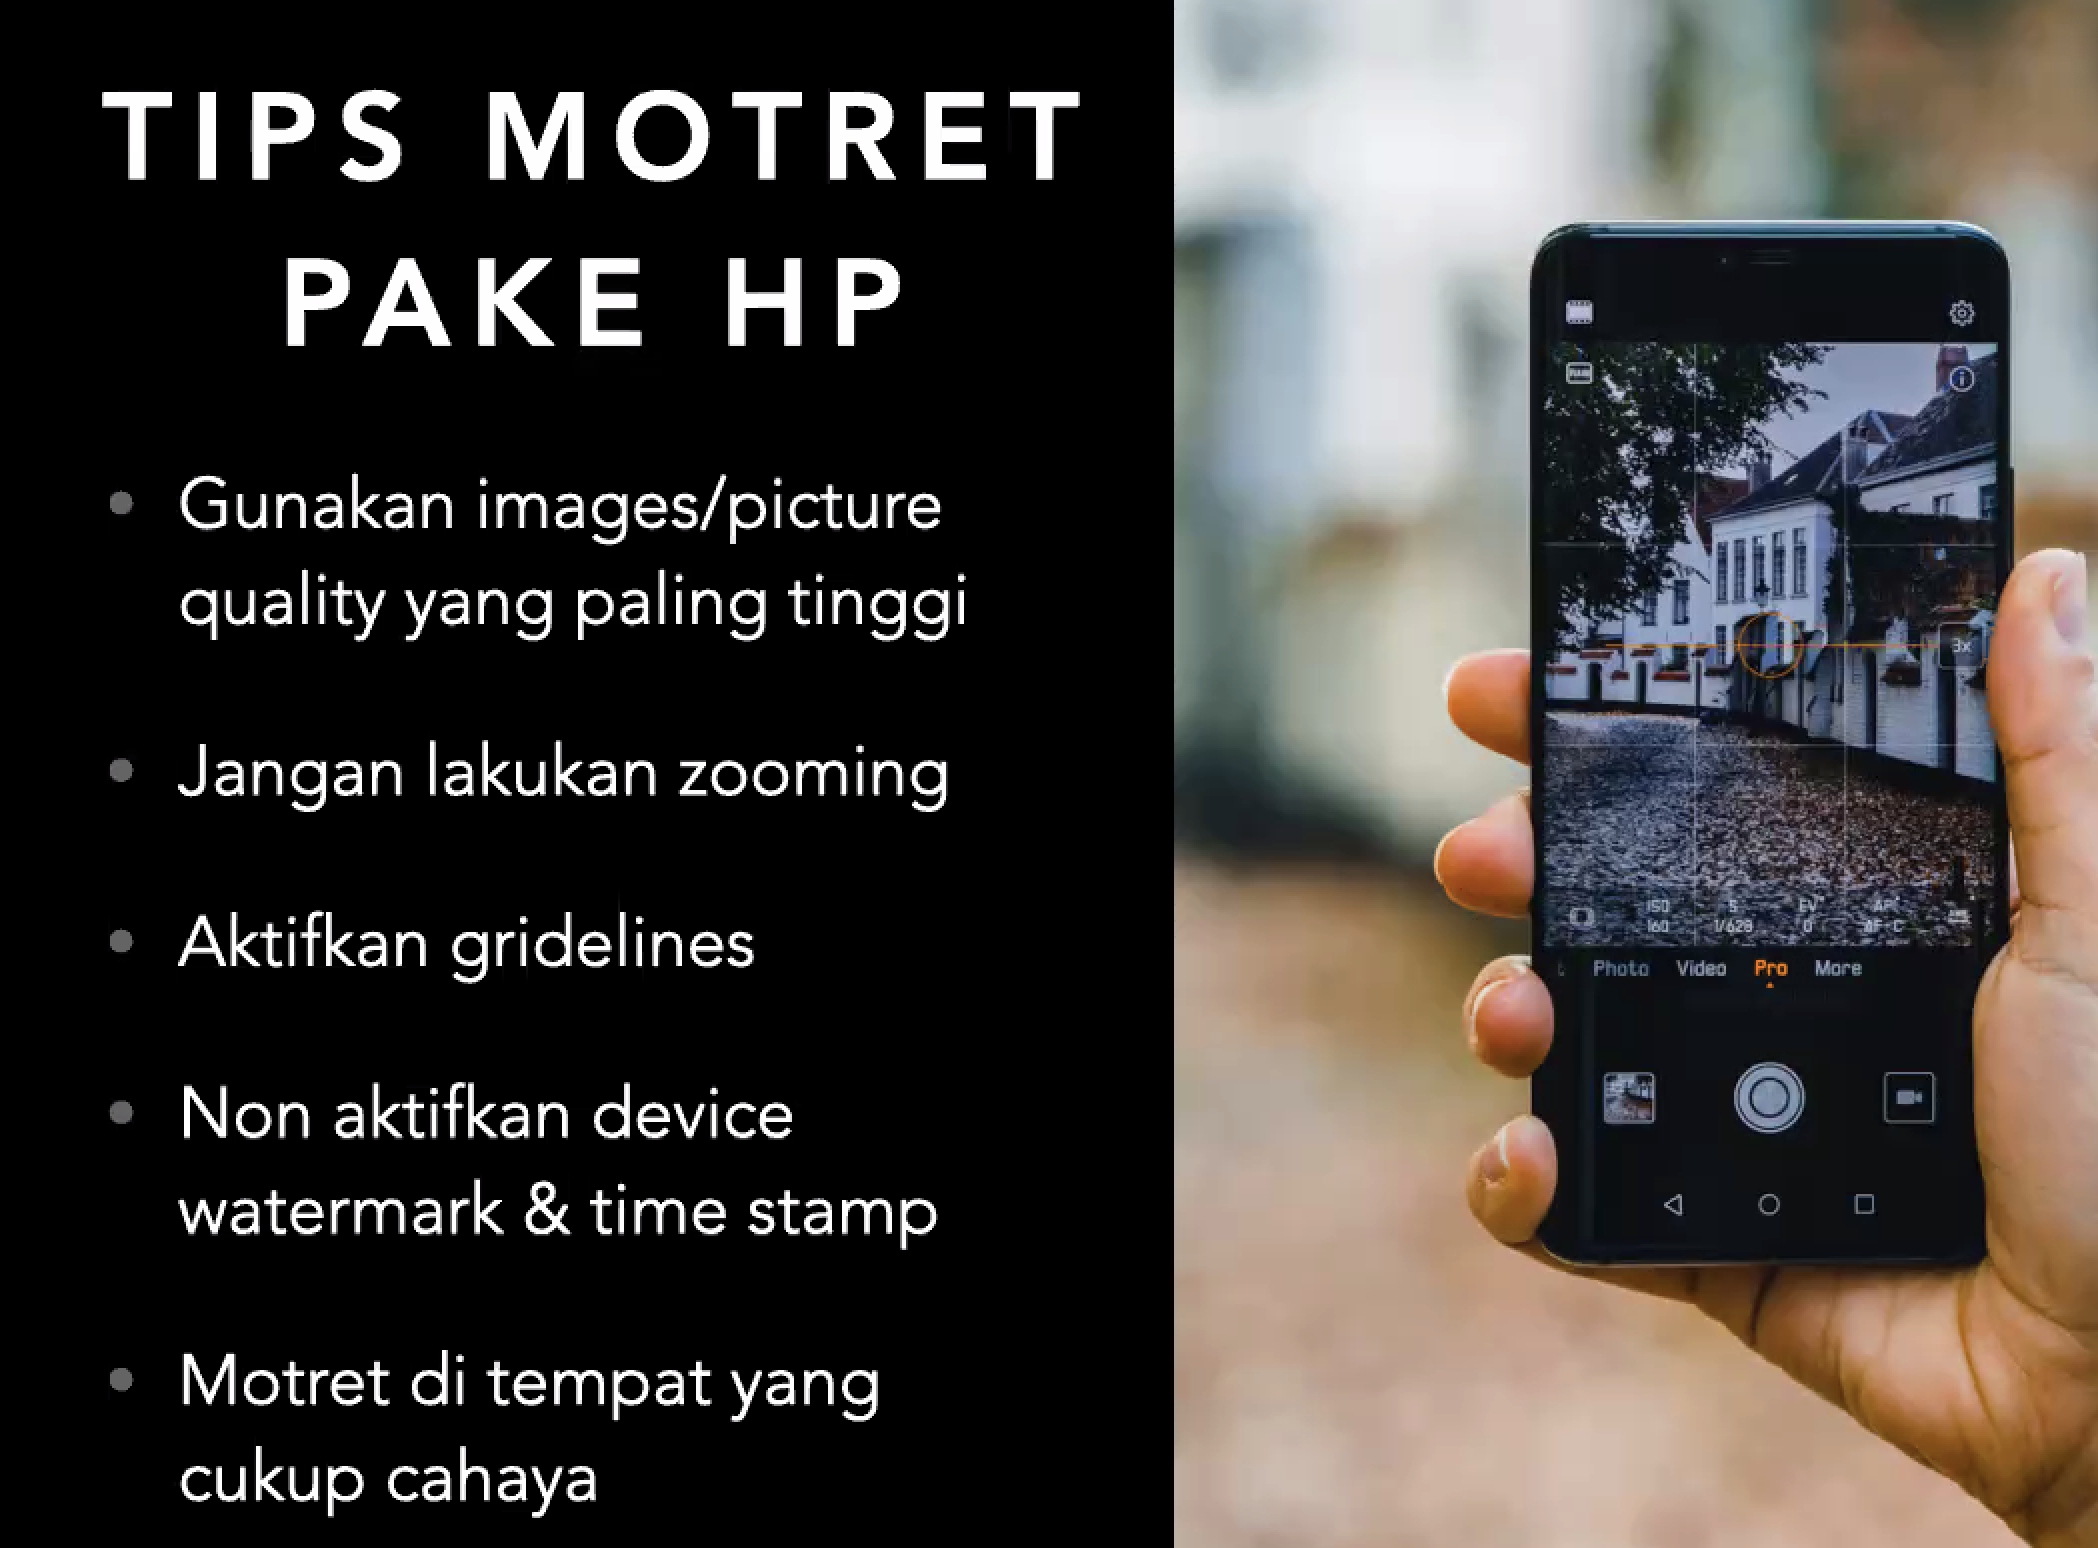 TIPS MOTRET
PAKE HP
• Gunakan images/picture
quality yang paling tinggi
• Jangan lakukan zooming
• Aktifkan gridelines
• Non aktifkan device
watermark & time stamp
• Motret di tempat yang
cukup cahaya
RAW
3x
ISO S EV AF
160 1/628 0 AF-C
Photo Video Pro More